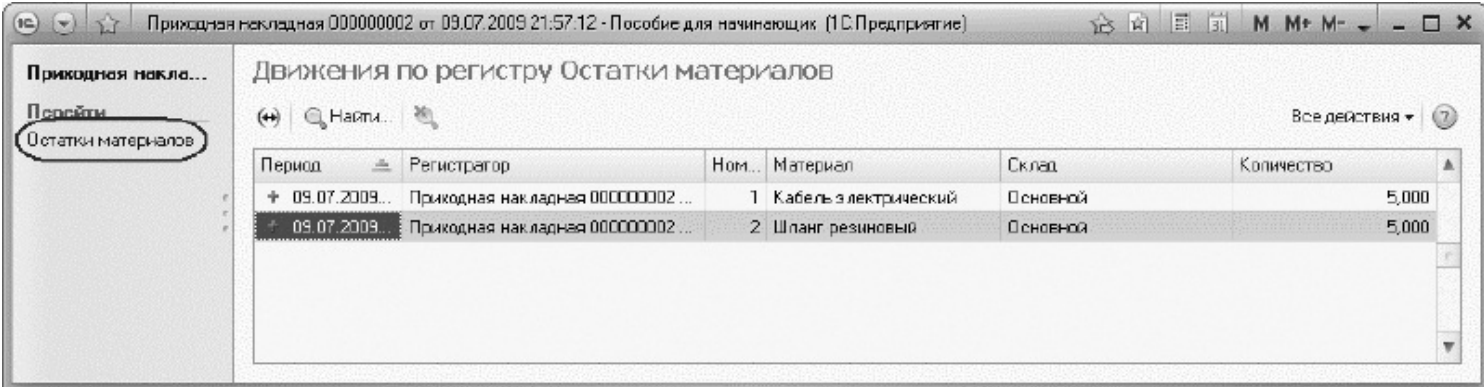 Приходная накладная 000000002 от 09.07.2009 21:57:12 - Пособие для начинающих (1С:Предприятие) 31 M M+ M-
Приходная накла...
Перейти
Остатки материалов
Движения по регистру Остатки материалов
Найти... Все действия ?
Период Регистратор Ном... Материал Склад Количество
09.07.2009... Приходная накладная 000000002 ... 1 Кабель электрический Основной 5,000
09.07.2009... Приходная накладная 000000002 ... 2 Шланг резиновый Основной 5,000